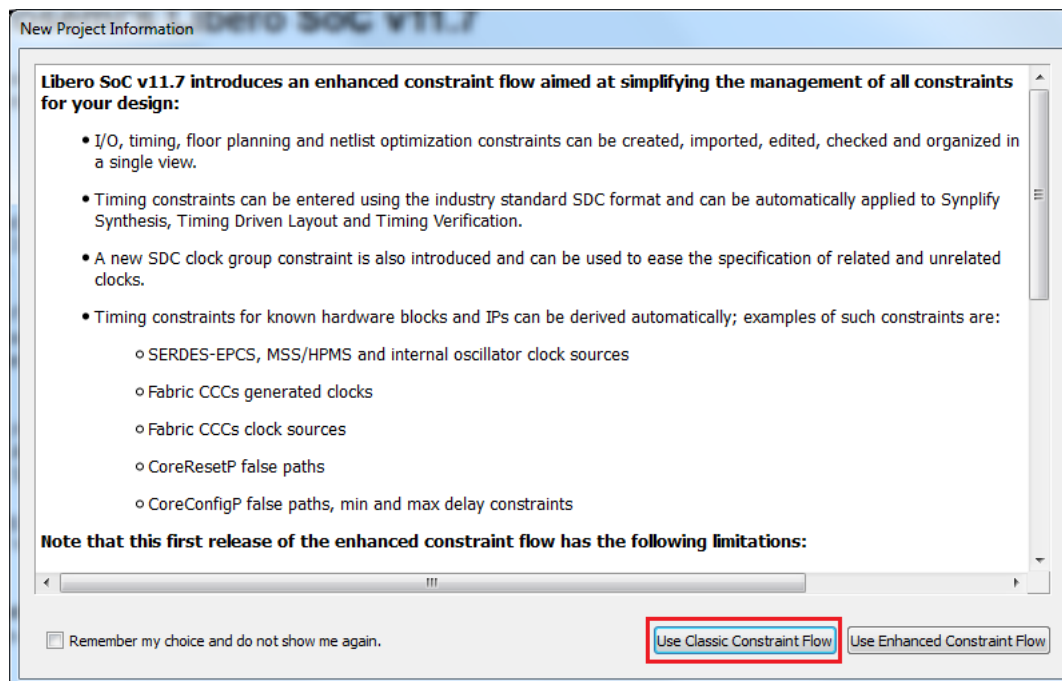 Libero SoC v11.7
New Project Information
Libero SoC v11.7 introduces an enhanced constraint flow aimed at simplifying the management of all constraints
for your design:
• I/O, timing, floor planning and netlist optimization constraints can be created, imported, edited, checked and organized in
a single view.
• Timing constraints can be entered using the industry standard SDC format and can be automatically applied to Synplify
Synthesis, Timing Driven Layout and Timing Verification.
• A new SDC clock group constraint is also introduced and can be used to ease the specification of related and unrelated
clocks.
• Timing constraints for known hardware blocks and IPs can be derived automatically; examples of such constraints are:
○ SERDES-EPCS, MSS/HPMS and internal oscillator clock sources
○ Fabric CCCs generated clocks
○ Fabric CCCs clock sources
○ CoreResetP false paths
○ CoreConfigP false paths, min and max delay constraints
Note that this first release of the enhanced constraint flow has the following limitations:
Remember my choice and do not show me again.
Use Classic Constraint Flow
Use Enhanced Constraint Flow